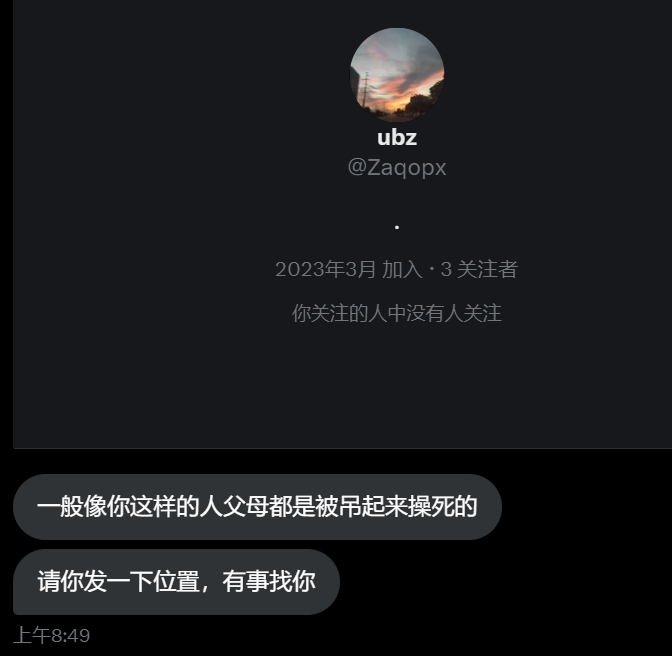 ubz
@Zaqopx
.
2023年3月 加入 · 3 关注者
你关注的人中没有人关注
一般像你这样的人父母都是被吊起来操死的
请你发一下位置，有事找你
上午8:49